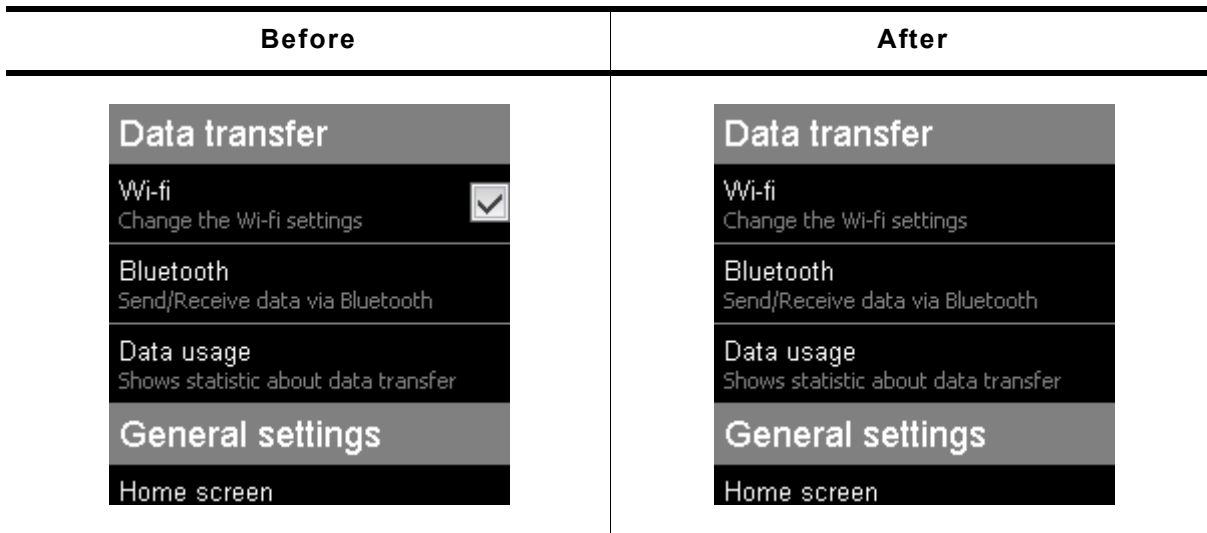 Before
After
Data transfer
Wi-fi
Change the Wi-fi settings
Bluetooth
Send/Receive data via Bluetooth
Data usage
Shows statistic about data transfer
General settings
Home screen
Data transfer
Wi-fi
Change the Wi-fi settings
Bluetooth
Send/Receive data via Bluetooth
Data usage
Shows statistic about data transfer
General settings
Home screen